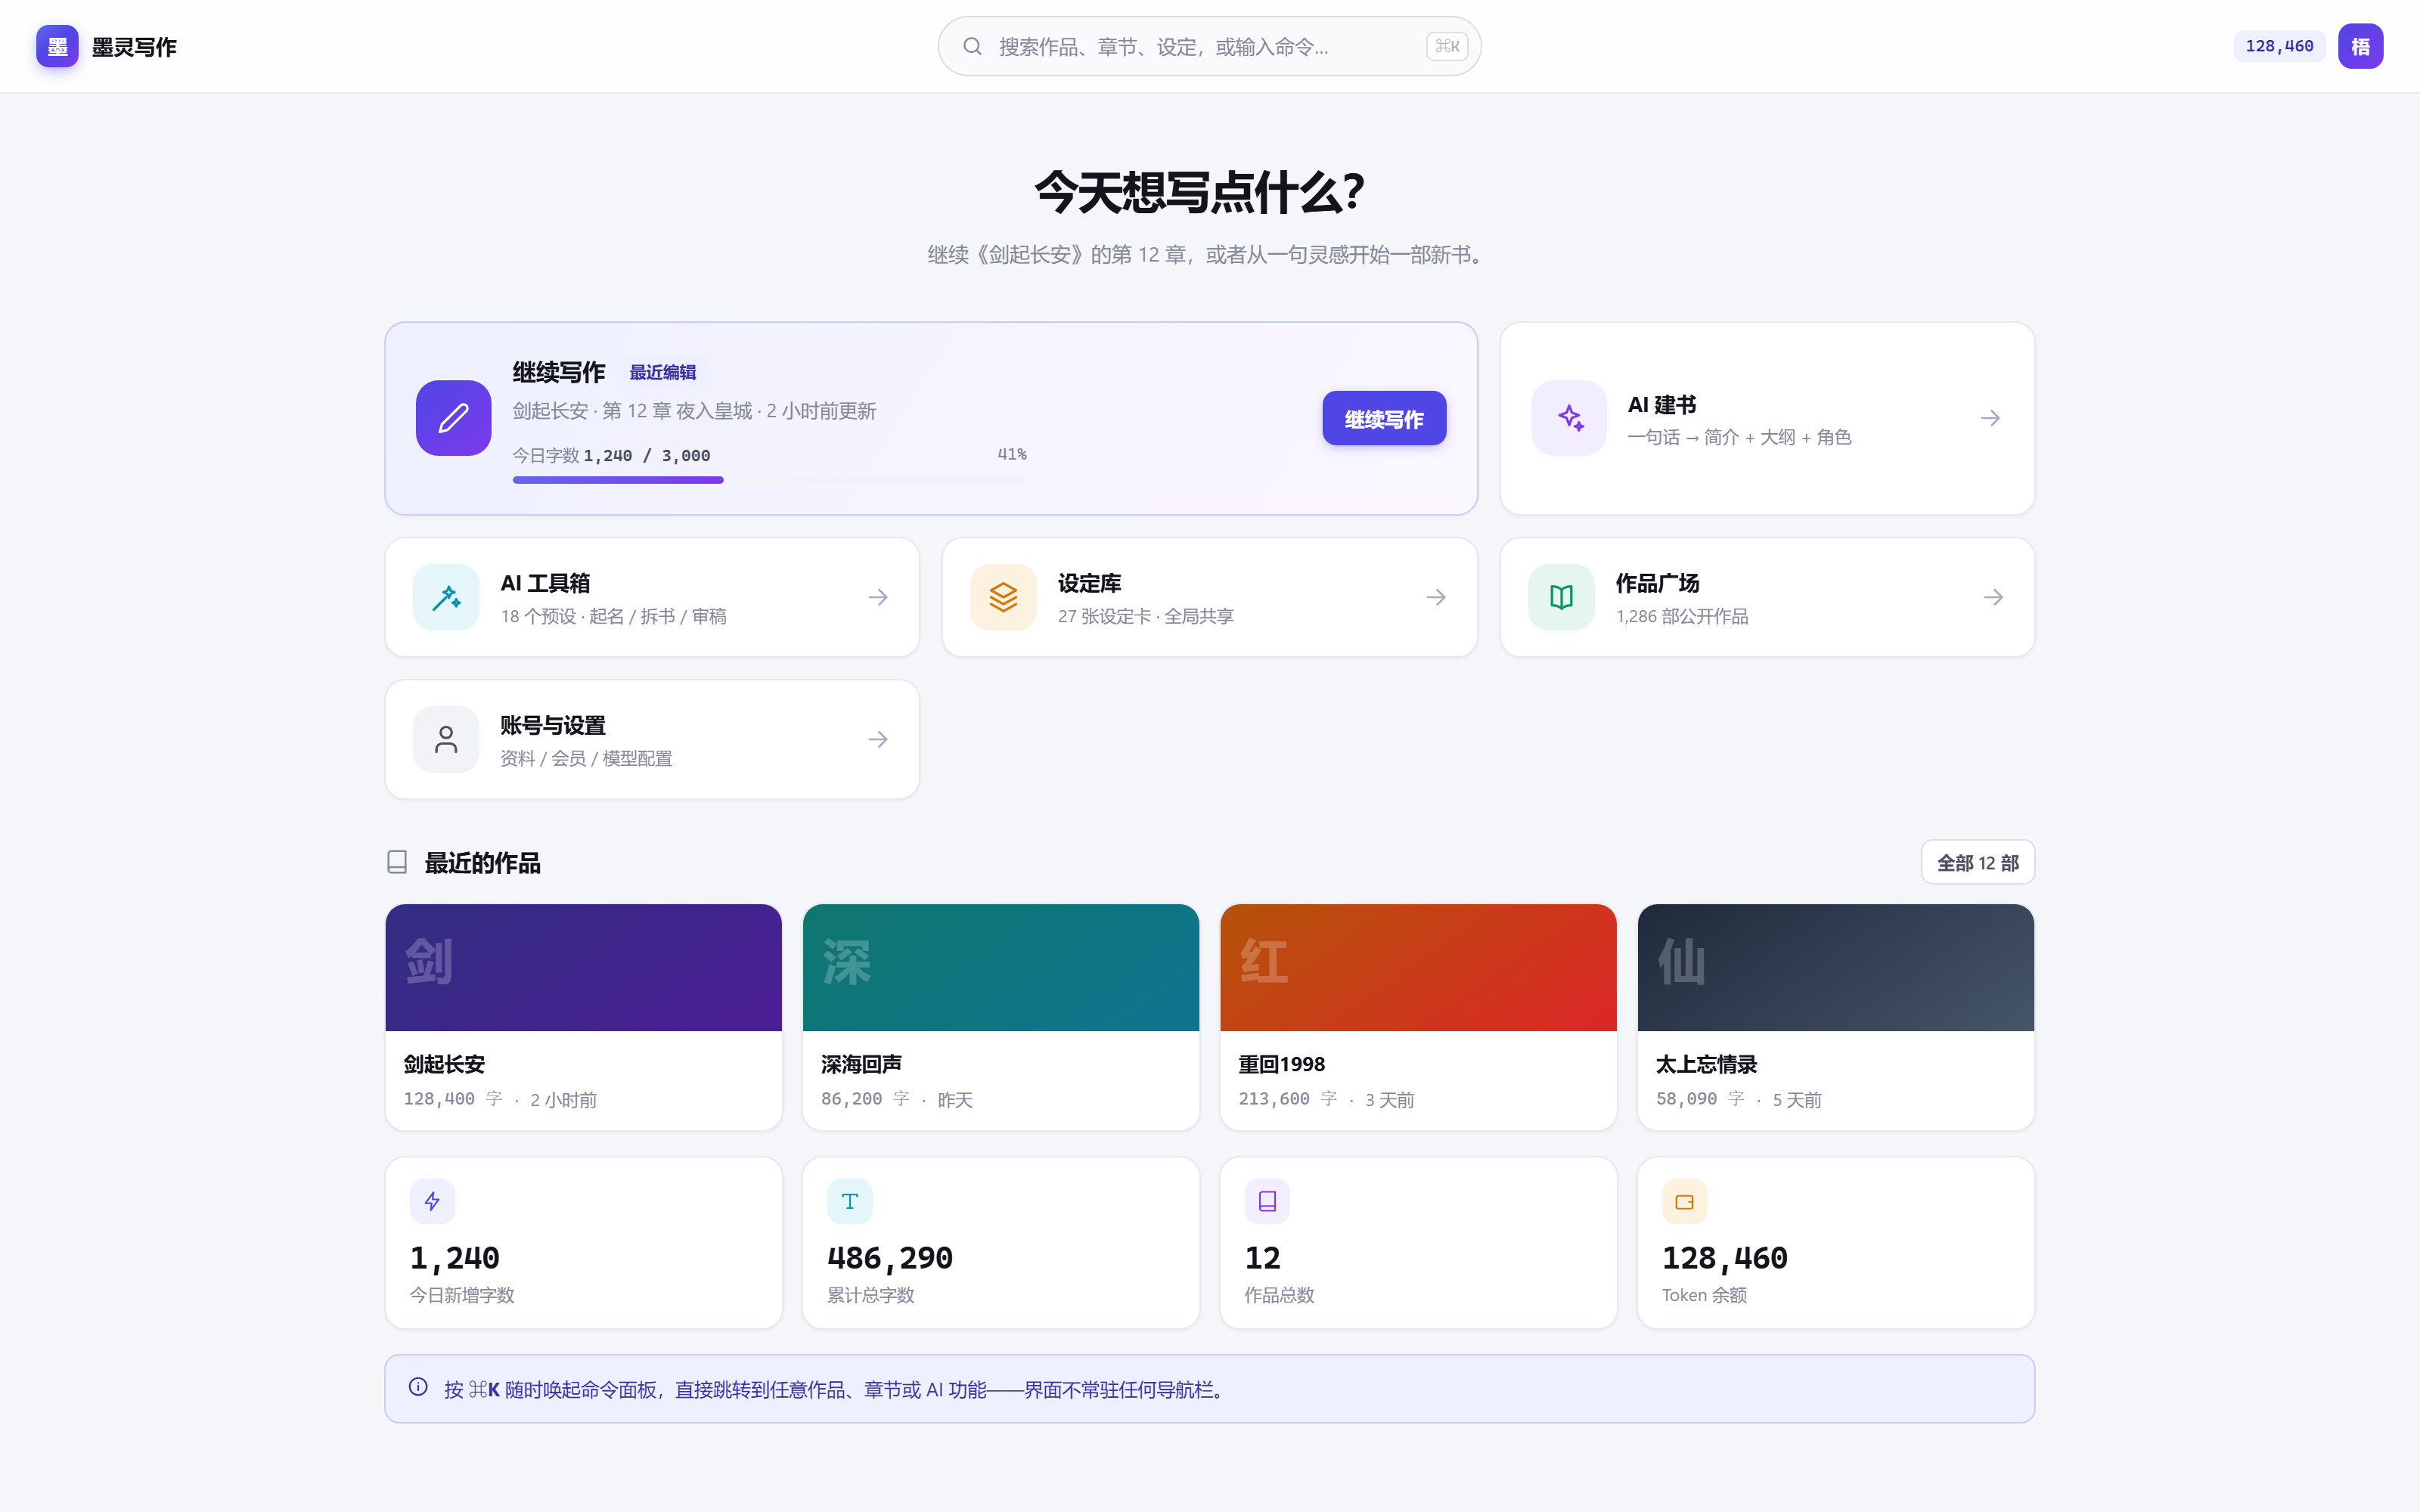 墨 墨灵写作
搜索作品、章节、设定，或输入命令... ⌘K
128,460 梧
今天想写点什么？
继续《剑起长安》的第 12 章，或者从一句灵感开始一部新书。
继续写作 最近编辑
剑起长安 · 第 12 章 夜入皇城 · 2 小时前更新
今日字数 1,240 / 3,000 41%
继续写作
AI 建书
一句话 → 简介 + 大纲 + 角色
AI 工具箱
18 个预设 · 起名 / 拆书 / 审稿
设定库
27 张设定卡 · 全局共享
作品广场
1,286 部公开作品
账号与设置
资料 / 会员 / 模型配置
最近的作品
全部 12 部
剑
剑起长安
128,400 字 · 2 小时前
深
深海回声
86,200 字 · 昨天
红
重回1998
213,600 字 · 3 天前
仙
太上忘情录
58,090 字 · 5 天前
1,240
今日新增字数
486,290
累计总字数
12
作品总数
128,460
Token 余额
按 ⌘K 随时唤起命令面板，直接跳转到任意作品、章节或 AI 功能——界面不常驻任何导航栏。